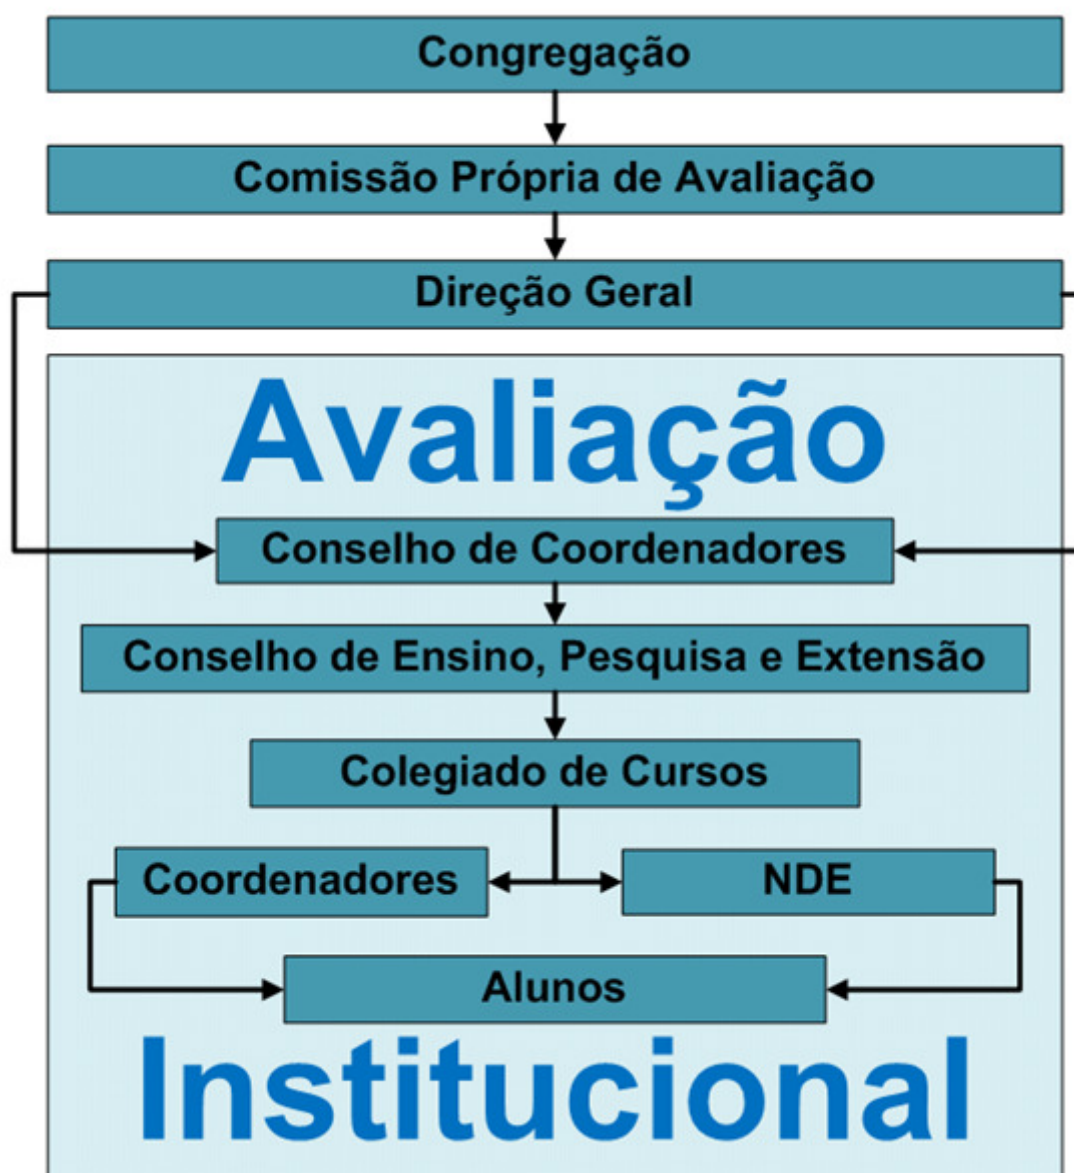 Congregação
Comissão Própria de Avaliação
Direção Geral
Avaliação
Conselho de Coordenadores
Conselho de Ensino, Pesquisa e Extensão
Colegiado de Cursos
Coordenadores
NDE
Alunos
Institucional